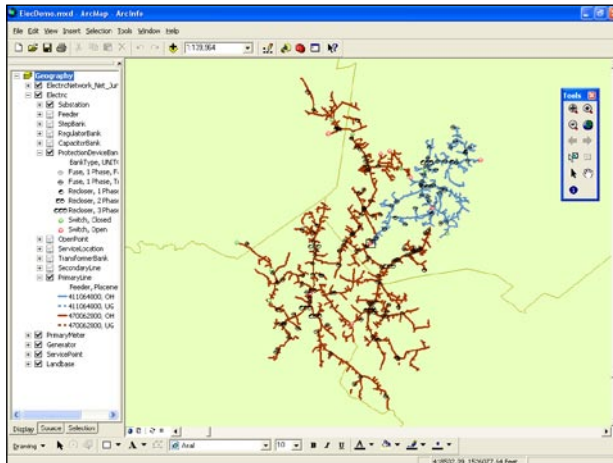 ElecDemo.mxd - ArcMap - ArcInfo
File Edit View Insert Selection Tools Window Help
1:139,964
Geography
ElectricNetwork_Net_Jur
Electric
Substation
Feeder
StepBank
RegulatorBank
CapacitorBank
ProtectionDeviceBan
BankType, UNIT
Fuse, 1 Phase, F
Fuse, 1 Phase, T
Recloser, 1 Phase
Recloser, 2 Phase
Recloser, 3 Phase
Switch, Closed
Switch, Open
OpenPoint
ServiceLocation
TransformerBank
SecondaryLine
PrimaryLine
Feeder, Placeme
411064800, OH
411064800, UG
470062800, OH
470062800, UG
PrimaryMeter
Generator
ServicePoint
Landbase
Display Source Selection
Tools
Drawing
Arial
10
B I U A